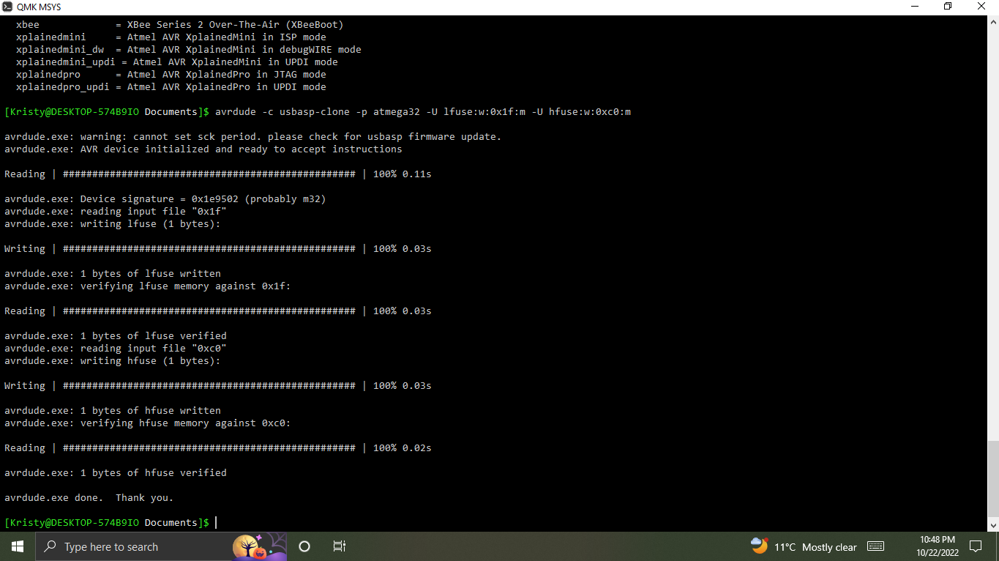 QMK MSYS
xbee = XBee Series 2 Over-The-Air (XBeeBoot)
xplainedmini = Atmel AVR XplainedMini in ISP mode
xplainedmini_dw = Atmel AVR XplainedMini in debugWIRE mode
xplainedmini_updi = Atmel AVR XplainedMini in UPDI mode
xplainedpro = Atmel AVR XplainedPro in JTAG mode
xplainedpro_updi = Atmel AVR XplainedPro in UPDI mode
[Kristy@DESKTOP-574B9IO Documents]$ avrdude -c usbasp-clone -p atmega32 -U lfuse:w:0x1f:m -U hfuse:w:0xc0:m
avrdude.exe: warning: cannot set sck period. please check for usbasp firmware update.
avrdude.exe: AVR device initialized and ready to accept instructions
Reading | ################################################## | 100% 0.11s
avrdude.exe: Device signature = 0x1e9502 (probably m32)
avrdude.exe: reading input file "0x1f"
avrdude.exe: writing lfuse (1 bytes):
Writing | ################################################## | 100% 0.03s
avrdude.exe: 1 bytes of lfuse written
avrdude.exe: verifying lfuse memory against 0x1f:
Reading | ################################################## | 100% 0.03s
avrdude.exe: 1 bytes of lfuse verified
avrdude.exe: reading input file "0xc0"
avrdude.exe: writing hfuse (1 bytes):
Writing | ################################################## | 100% 0.03s
avrdude.exe: 1 bytes of hfuse written
avrdude.exe: verifying hfuse memory against 0xc0:
Reading | ################################################## | 100% 0.02s
avrdude.exe: 1 bytes of hfuse verified
avrdude.exe done.  Thank you.
[Kristy@DESKTOP-574B9IO Documents]$
Type here to search
11°C Mostly clear
10:48 PM
10/22/2022